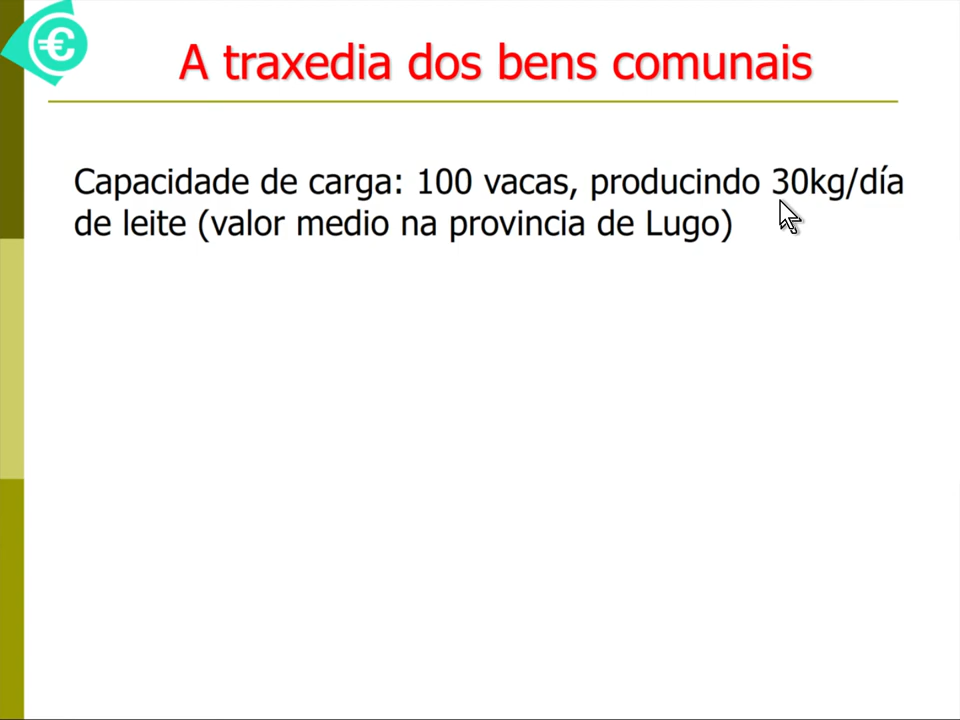 €
A traxedia dos bens comunais
Capacidade de carga: 100 vacas, producindo 30kg/día
de leite (valor medio na provincia de Lugo)